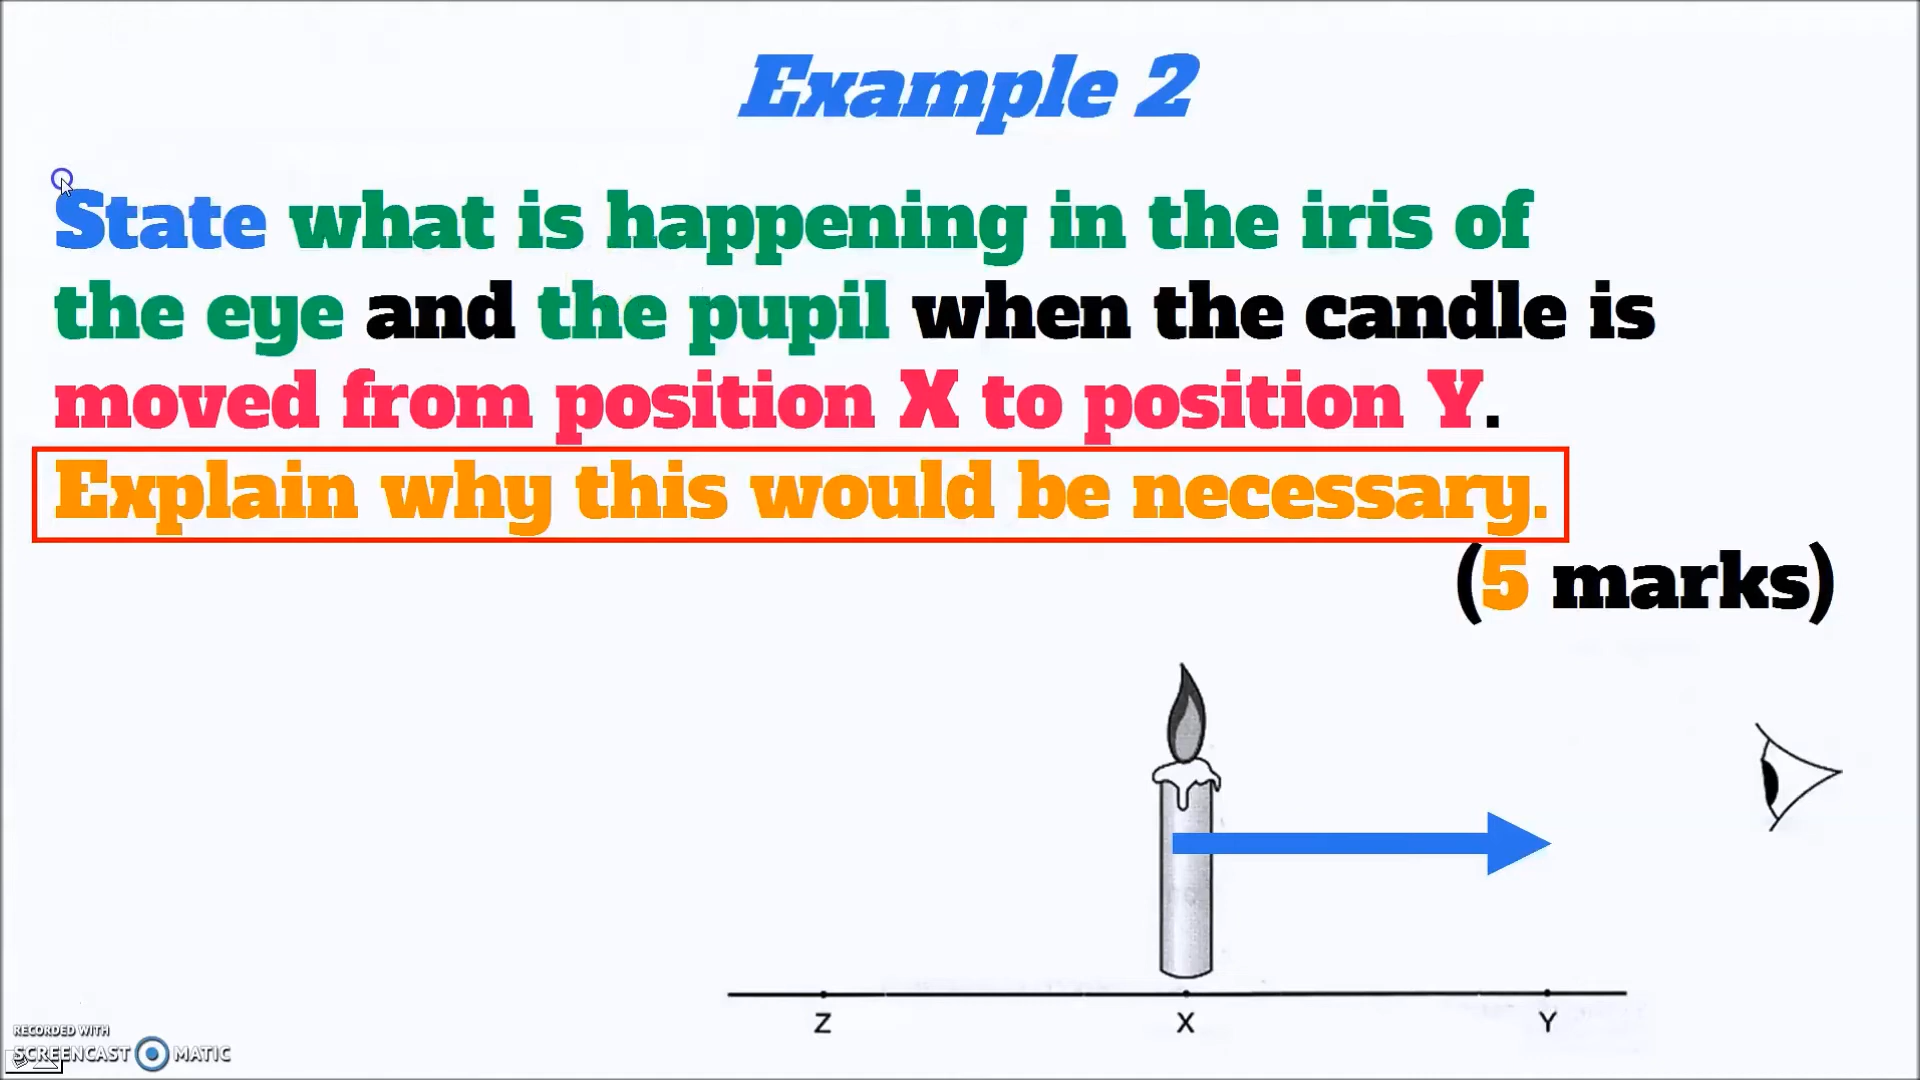 Example 2
State what is happening in the iris of
the eye and the pupil when the candle is
moved from position X to position Y.
Explain why this would be necessary.
(5 marks)
Z X Y
RECORDED WITH
SCREENCAST MATIC